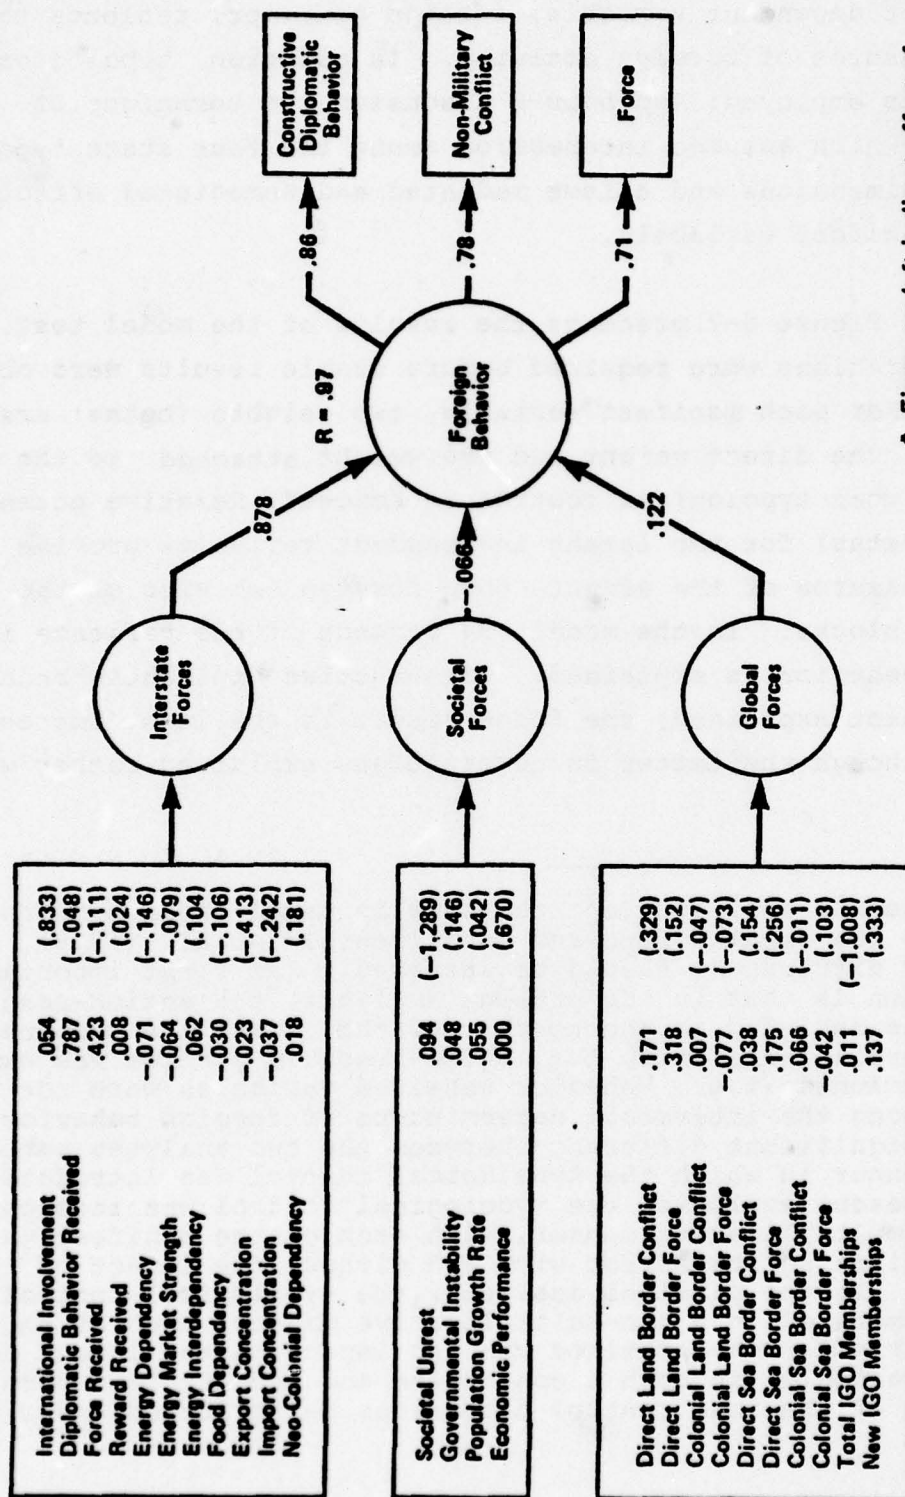 International Involvement .054 (.833)
Diplomatic Behavior Received .787 (—.048)
Force Received .423 (.111)
Reward Received .008 (.024)
Energy Dependency —.071 (—.146)
Energy Market Strength —.064 (—.079)
Energy Interdependency .062 (.104)
Food Dependency —.030 (—.106)
Export Concentration —.023 (—.413)
Import Concentration —.037 (—.242)
Neo-Colonial Dependency .018 (.181)
Societal Unrest .094 (—.289)
Governmental Instability .048 (.146)
Population Growth Rate .055 (.042)
Economic Performance .000 (.670)
Direct Land Border Conflict .171 (.329)
Direct Land Border Force .318 (.152)
Colonial Land Border Conflict .007 (—.047)
Colonial Land Border Force —.077 (—.073)
Direct Sea Border Conflict .038 (.154)
Direct Sea Border Force .175 (.256)
Colonial Sea Border Conflict .068 (—.011)
Colonial Sea Border Force —.042 (.103)
Total IGO Memberships .011 (—1.008)
New IGO Memberships .137 (.333)
Interstate
Forces
Societal
Forces
Global
Forces
.878
.066
.122
R = .97
Foreign
Behavior
.86
.78
.71
Constructive
Diplomatic
Behavior
Non-Military
Conflict
Force